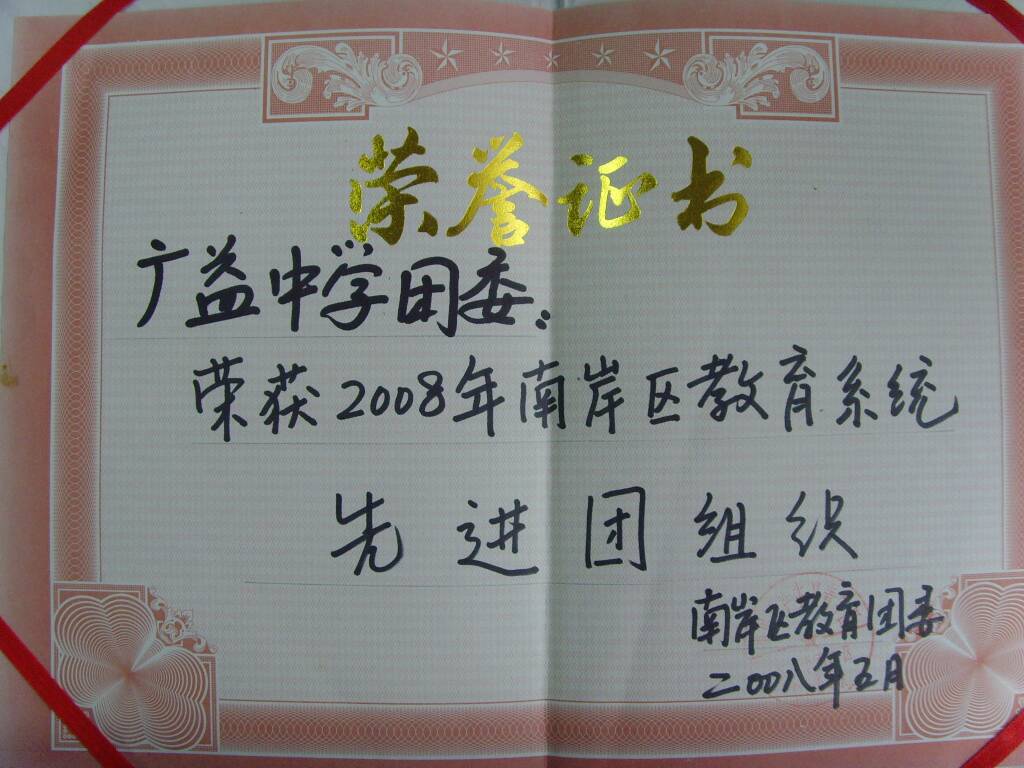 荣誉证书
广益中学团委:
荣获2008年南岸区教育系统
先进团组织
南岸区教育团委
二00八年五月